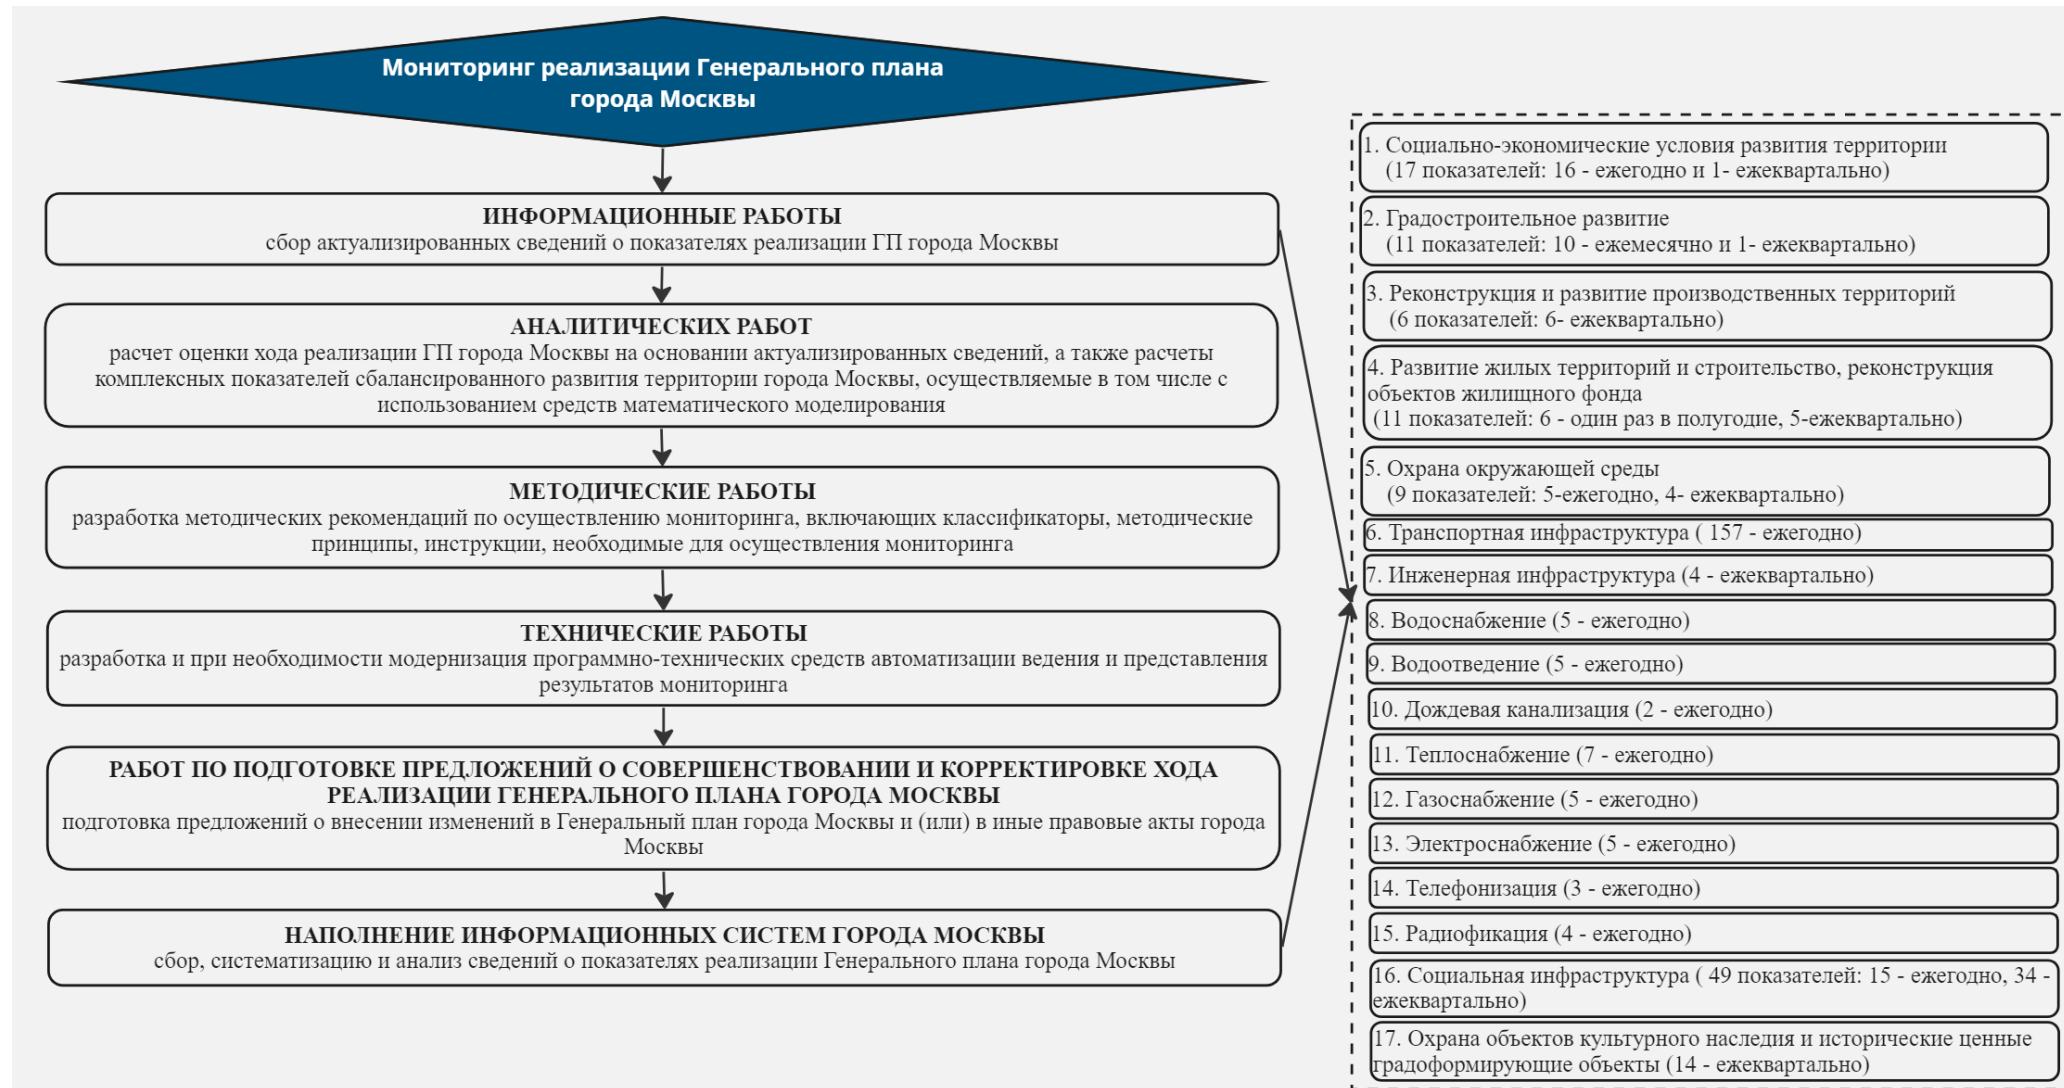 Мониторинг реализации Генерального плана
города Москвы
ИНФОРМАЦИОННЫЕ РАБОТЫ
сбор актуализированных сведений о показателях реализации ГП города Москвы
АНАЛИТИЧЕСКИХ РАБОТ
расчет оценки хода реализации ГП города Москвы на основании актуализированных сведений, а также расчеты
комплексных показателей сбалансированного развития территории города Москвы, осуществляемые в том числе с
использованием средств математического моделирования
МЕТОДИЧЕСКИЕ РАБОТЫ
разработка методических рекомендаций по осуществлению мониторинга, включающих классификаторы, методические
принципы, инструкции, необходимые для осуществления мониторинга
ТЕХНИЧЕСКИЕ РАБОТЫ
разработка и при необходимости модернизация программно-технических средств автоматизации ведения и представления
результатов мониторинга
РАБОТ ПО ПОДГОТОВКЕ ПРЕДЛОЖЕНИЙ О СОВЕРШЕНСТВОВАНИИ И КОРРЕКТИРОВКЕ ХОДА
РЕАЛИЗАЦИИ ГЕНЕРАЛЬНОГО ПЛАНА ГОРОДА МОСКВЫ
подготовка предложений о внесении изменений в Генеральный план города Москвы и (или) в иные правовые акты города
Москвы
НАПОЛНЕНИЕ ИНФОРМАЦИОННЫХ СИСТЕМ ГОРОДА МОСКВЫ
сбор, систематизацию и анализ сведений о показателях реализации Генерального плана города Москвы
1. Социально-экономические условия развития территории
(17 показателей: 16 - ежегодно и 1- ежеквартально)
2. Градостроительное развитие
(11 показателей: 10 - ежемесячно и 1- ежеквартально)
3. Реконструкция и развитие производственных территорий
(6 показателей: 6- ежеквартально)
4. Развитие жилых территорий и строительство, реконструкция
объектов жилищного фонда
(11 показателей: 6 - один раз в полугодие, 5-ежеквартально)
5. Охрана окружающей среды
(9 показателей: 5-ежегодно, 4- ежеквартально)
6. Транспортная инфраструктура ( 157 - ежегодно)
7. Инженерная инфраструктура (4 - ежеквартально)
8. Водоснабжение (5 - ежегодно)
9. Водоотведение (5 - ежегодно)
10. Дождевая канализация (2 - ежегодно)
11. Теплоснабжение (7 - ежегодно)
12. Газоснабжение (5 - ежегодно)
13. Электроснабжение (5 - ежегодно)
14. Телефонизация (3 - ежегодно)
15. Радиофикация (4 - ежегодно)
16. Социальная инфраструктура ( 49 показателей: 15 - ежегодно, 34 -
ежеквартально)
17. Охрана объектов культурного наследия и исторические ценные
градоформирующие объекты (14 - ежеквартально)